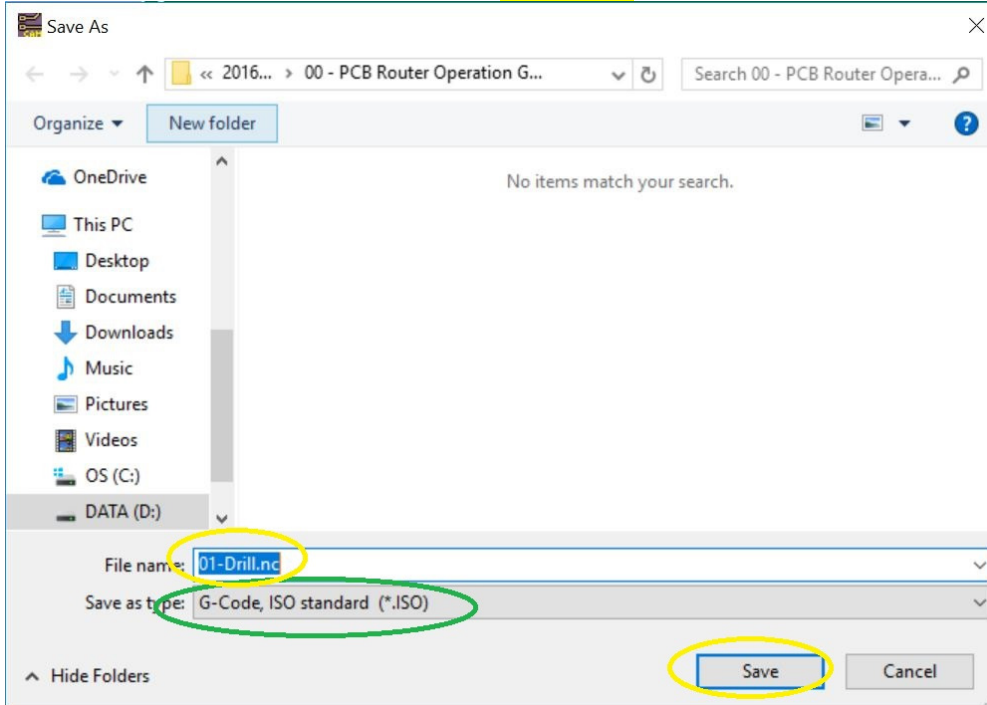 Save As
« 2016... › 00 - PCB Router Operation G...
Search 00 - PCB Router Opera...
Organize
New folder
OneDrive
No items match your search.
This PC
Desktop
Documents
Downloads
Music
Pictures
Videos
OS (C:)
DATA (D:)
File name: 01-Drill.nc
Save as type: G-Code, ISO standard (*.ISO)
Hide Folders
Save
Cancel